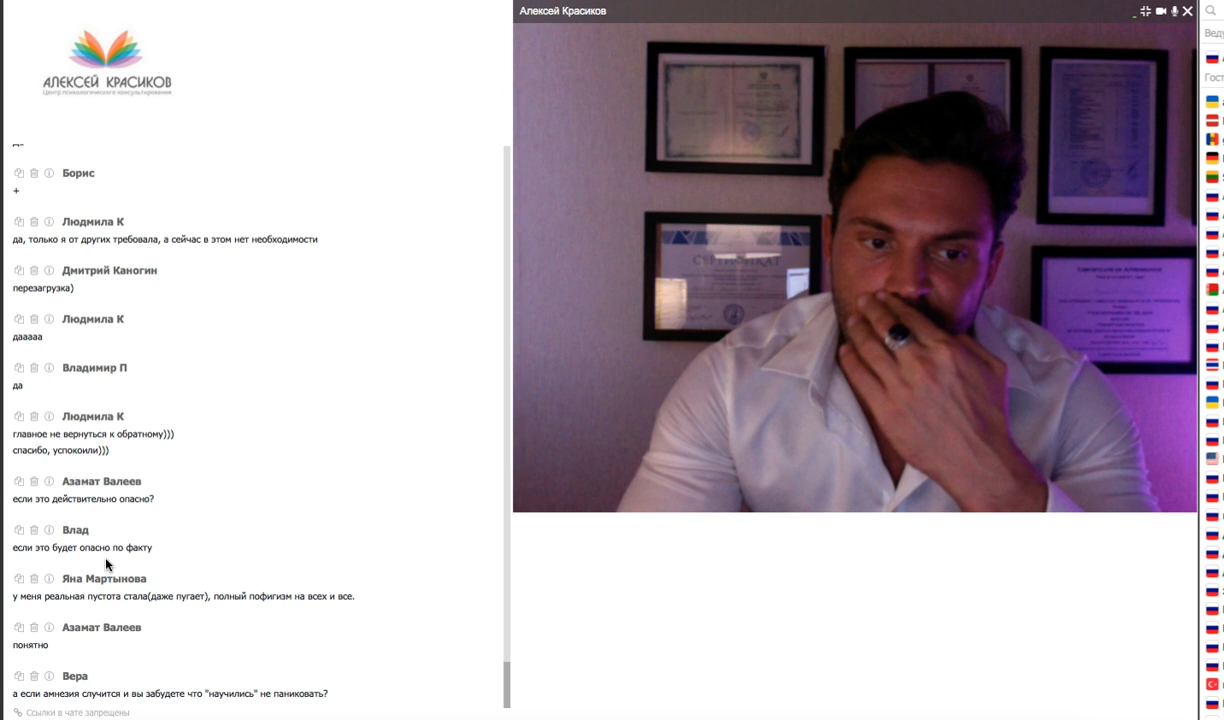 АЛЕКСЕЙ КРАСИКОВ
Центр психологического консультирования
Борис
+
Людмила К
да, только я от других требовала, а сейчас в этом нет необходимости
Дмитрий Каногин
перезагрузка)
Людмила К
дааааа
Владимир П
да
Людмила К
главное не вернуться к обратному)))
спасибо, успокоили)))
Азамат Валеев
если это действительно опасно?
Влад
если это будет опасно по факту
Яна Мартынова
у меня реальная пустота стала(даже пугает), полный пофигизм на всех и все.
Азамат Валеев
понятно
Вера
а если амнезия случится и вы забудете что "научились" не паниковать?
Ссылки в чате запрещены
Алексей Красиков
СЕРТИФИКАТ